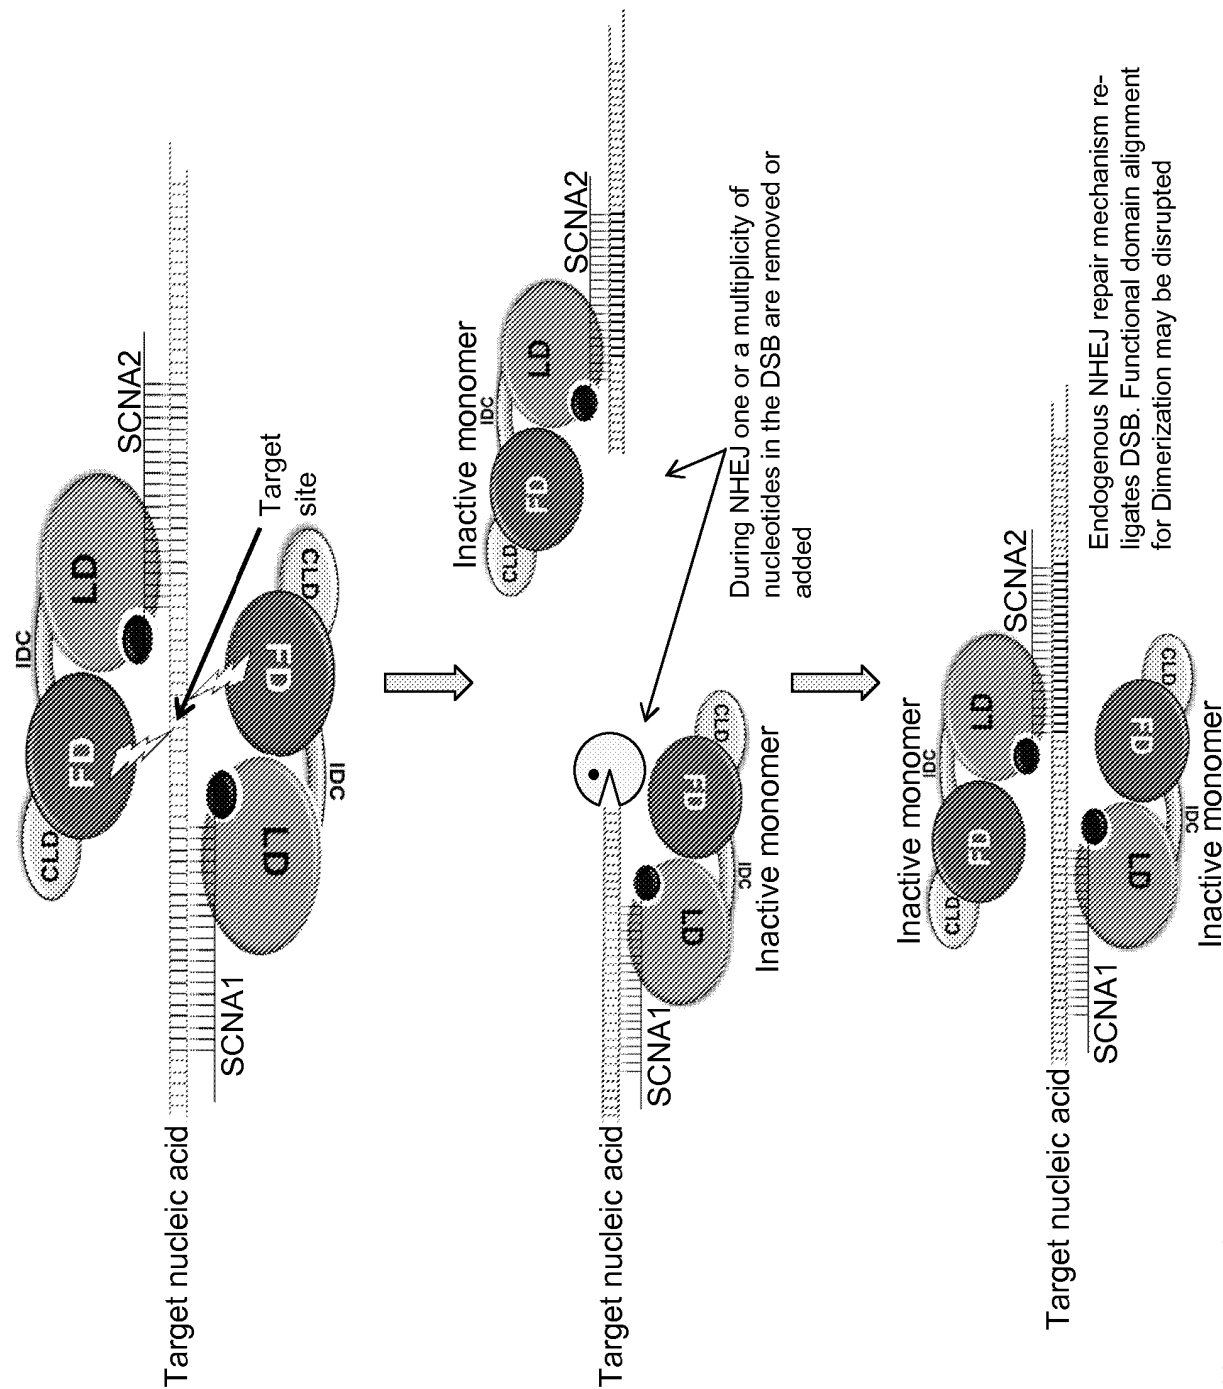 IDC
SCNA2
CLD
FD
LD
Target nucleic acid
SCNA1
LD
FD
CLD
IDC
Target
site
Inactive monomer
IDC
SCNA2
CLD
FD
LD
Target nucleic acid
SCNA1
LD
FD
CLD
IDC
Inactive monomer
During NHEJ one or a multiplicity of
nucleotides in the DSB are removed or
added
Inactive monomer
IDC
SCNA2
CLD
FD
LD
Target nucleic acid
SCNA1
LD
FD
CLD
IDC
Inactive monomer
Endogenous NHEJ repair mechanism re-
ligates DSB. Functional domain alignment
for Dimerization may be disrupted